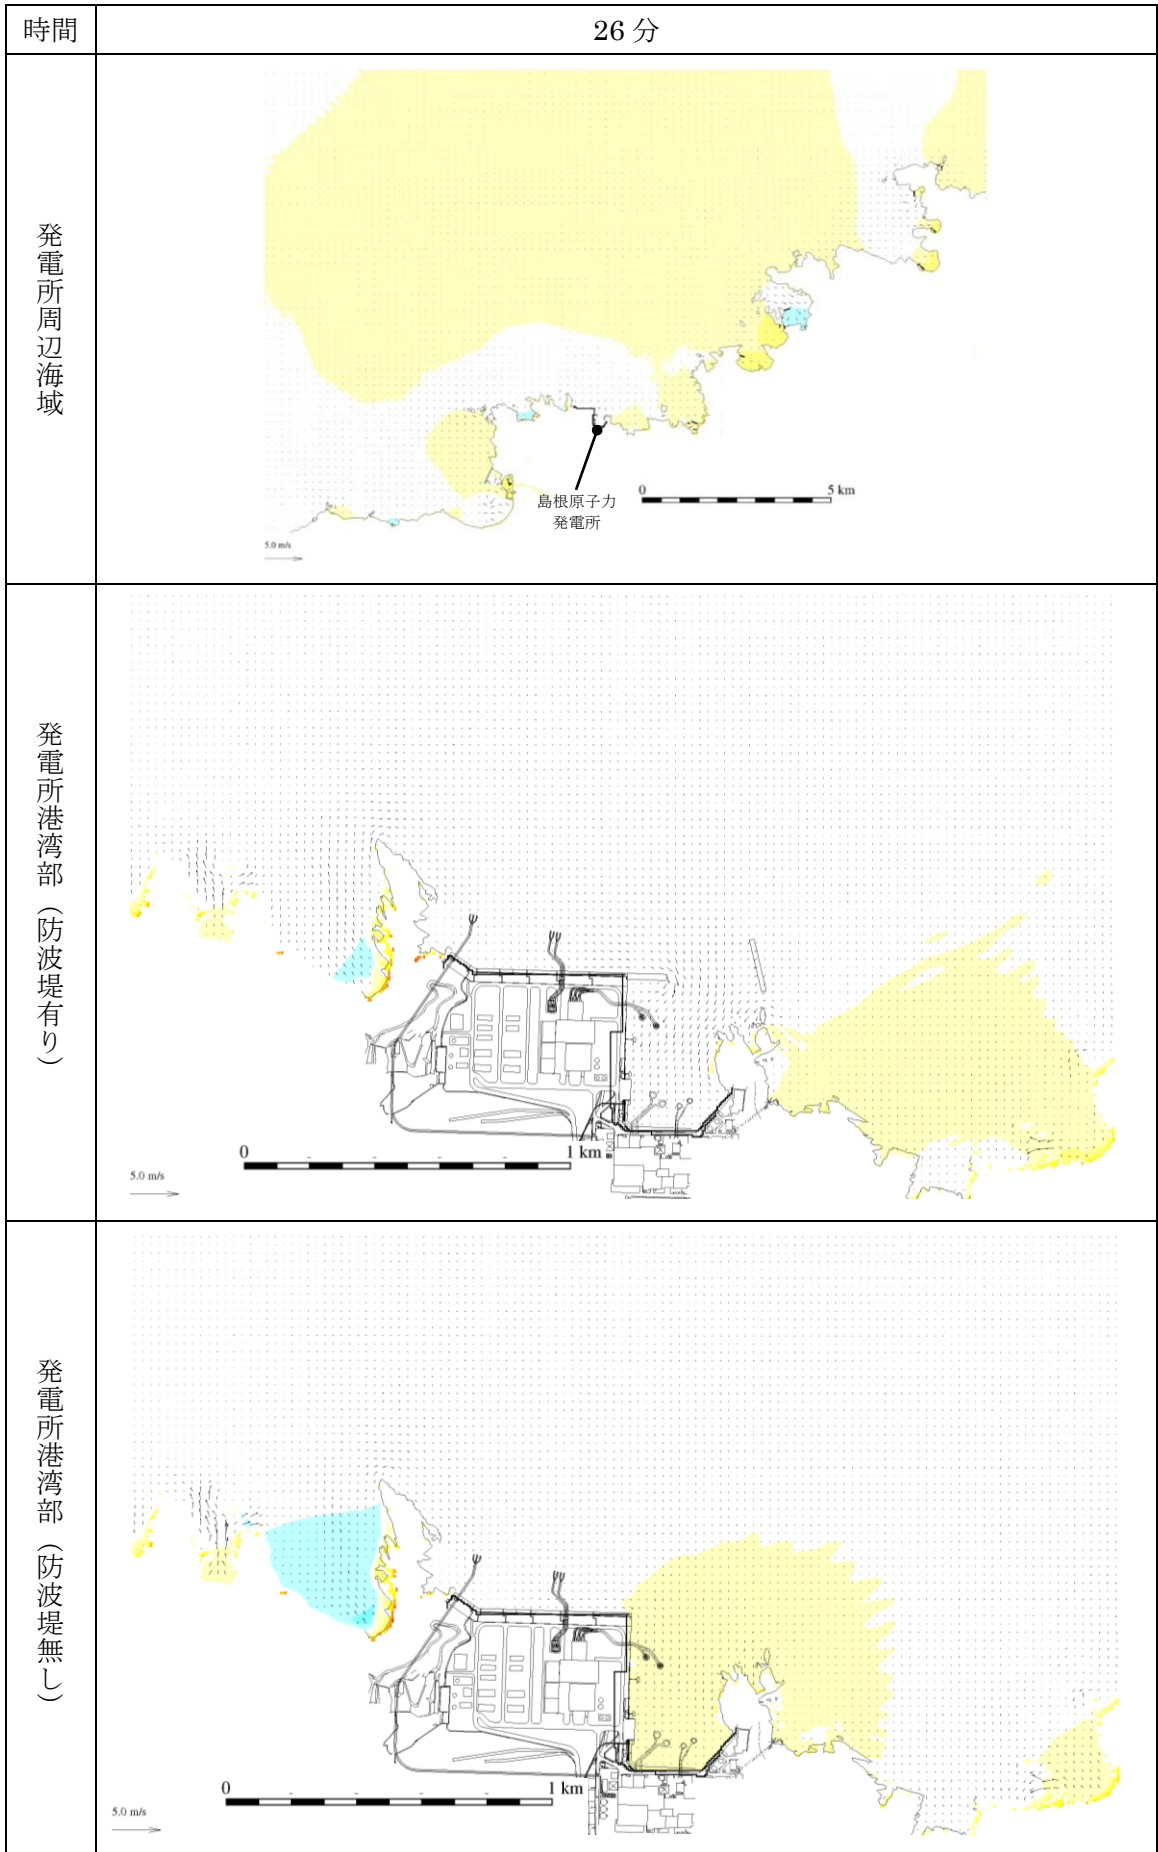 時間
26 分
発電所周辺海域
島根原子力
発電所
0
5 km
5.0 m/s
発電所港湾部（防波堤有り）
0
1 km
5.0 m/s
発電所港湾部（防波堤無し）
0
1 km
5.0 m/s